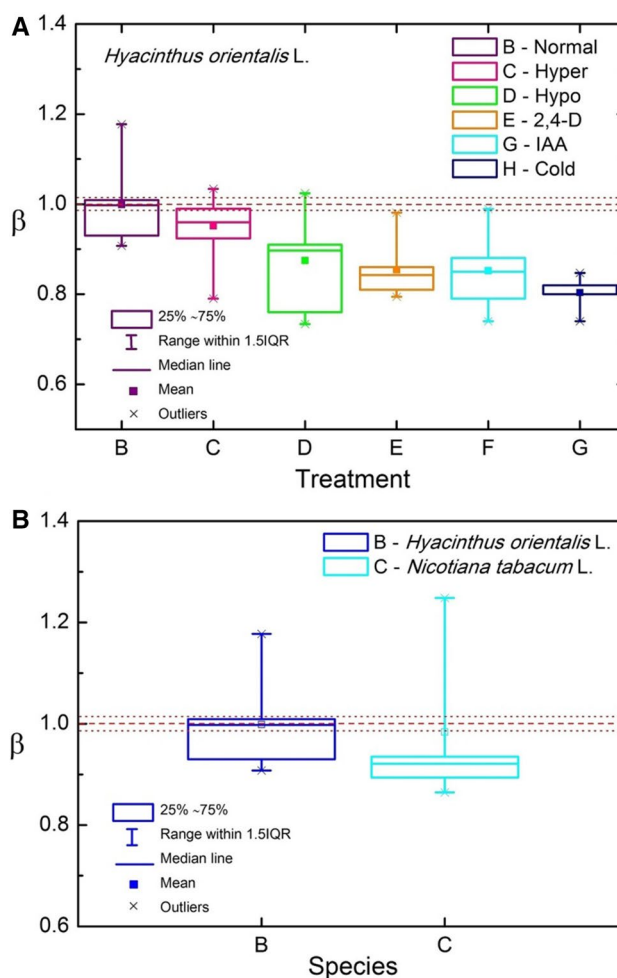 A
1.4
1.2
1.0
0.8
0.6
β
Hyacinthus orientalis L.
B - Normal
C - Hyper
D - Hypo
E - 2,4-D
G - IAA
H - Cold
25% ~75%
Range within 1.5IQR
Median line
Mean
Outliers
B C D E F G
Treatment
B
1.4
1.2
1.0
0.8
0.6
β
B - Hyacinthus orientalis L.
C - Nicotiana tabacum L.
25% ~75%
Range within 1.5IQR
Median line
Mean
Outliers
B C
Species